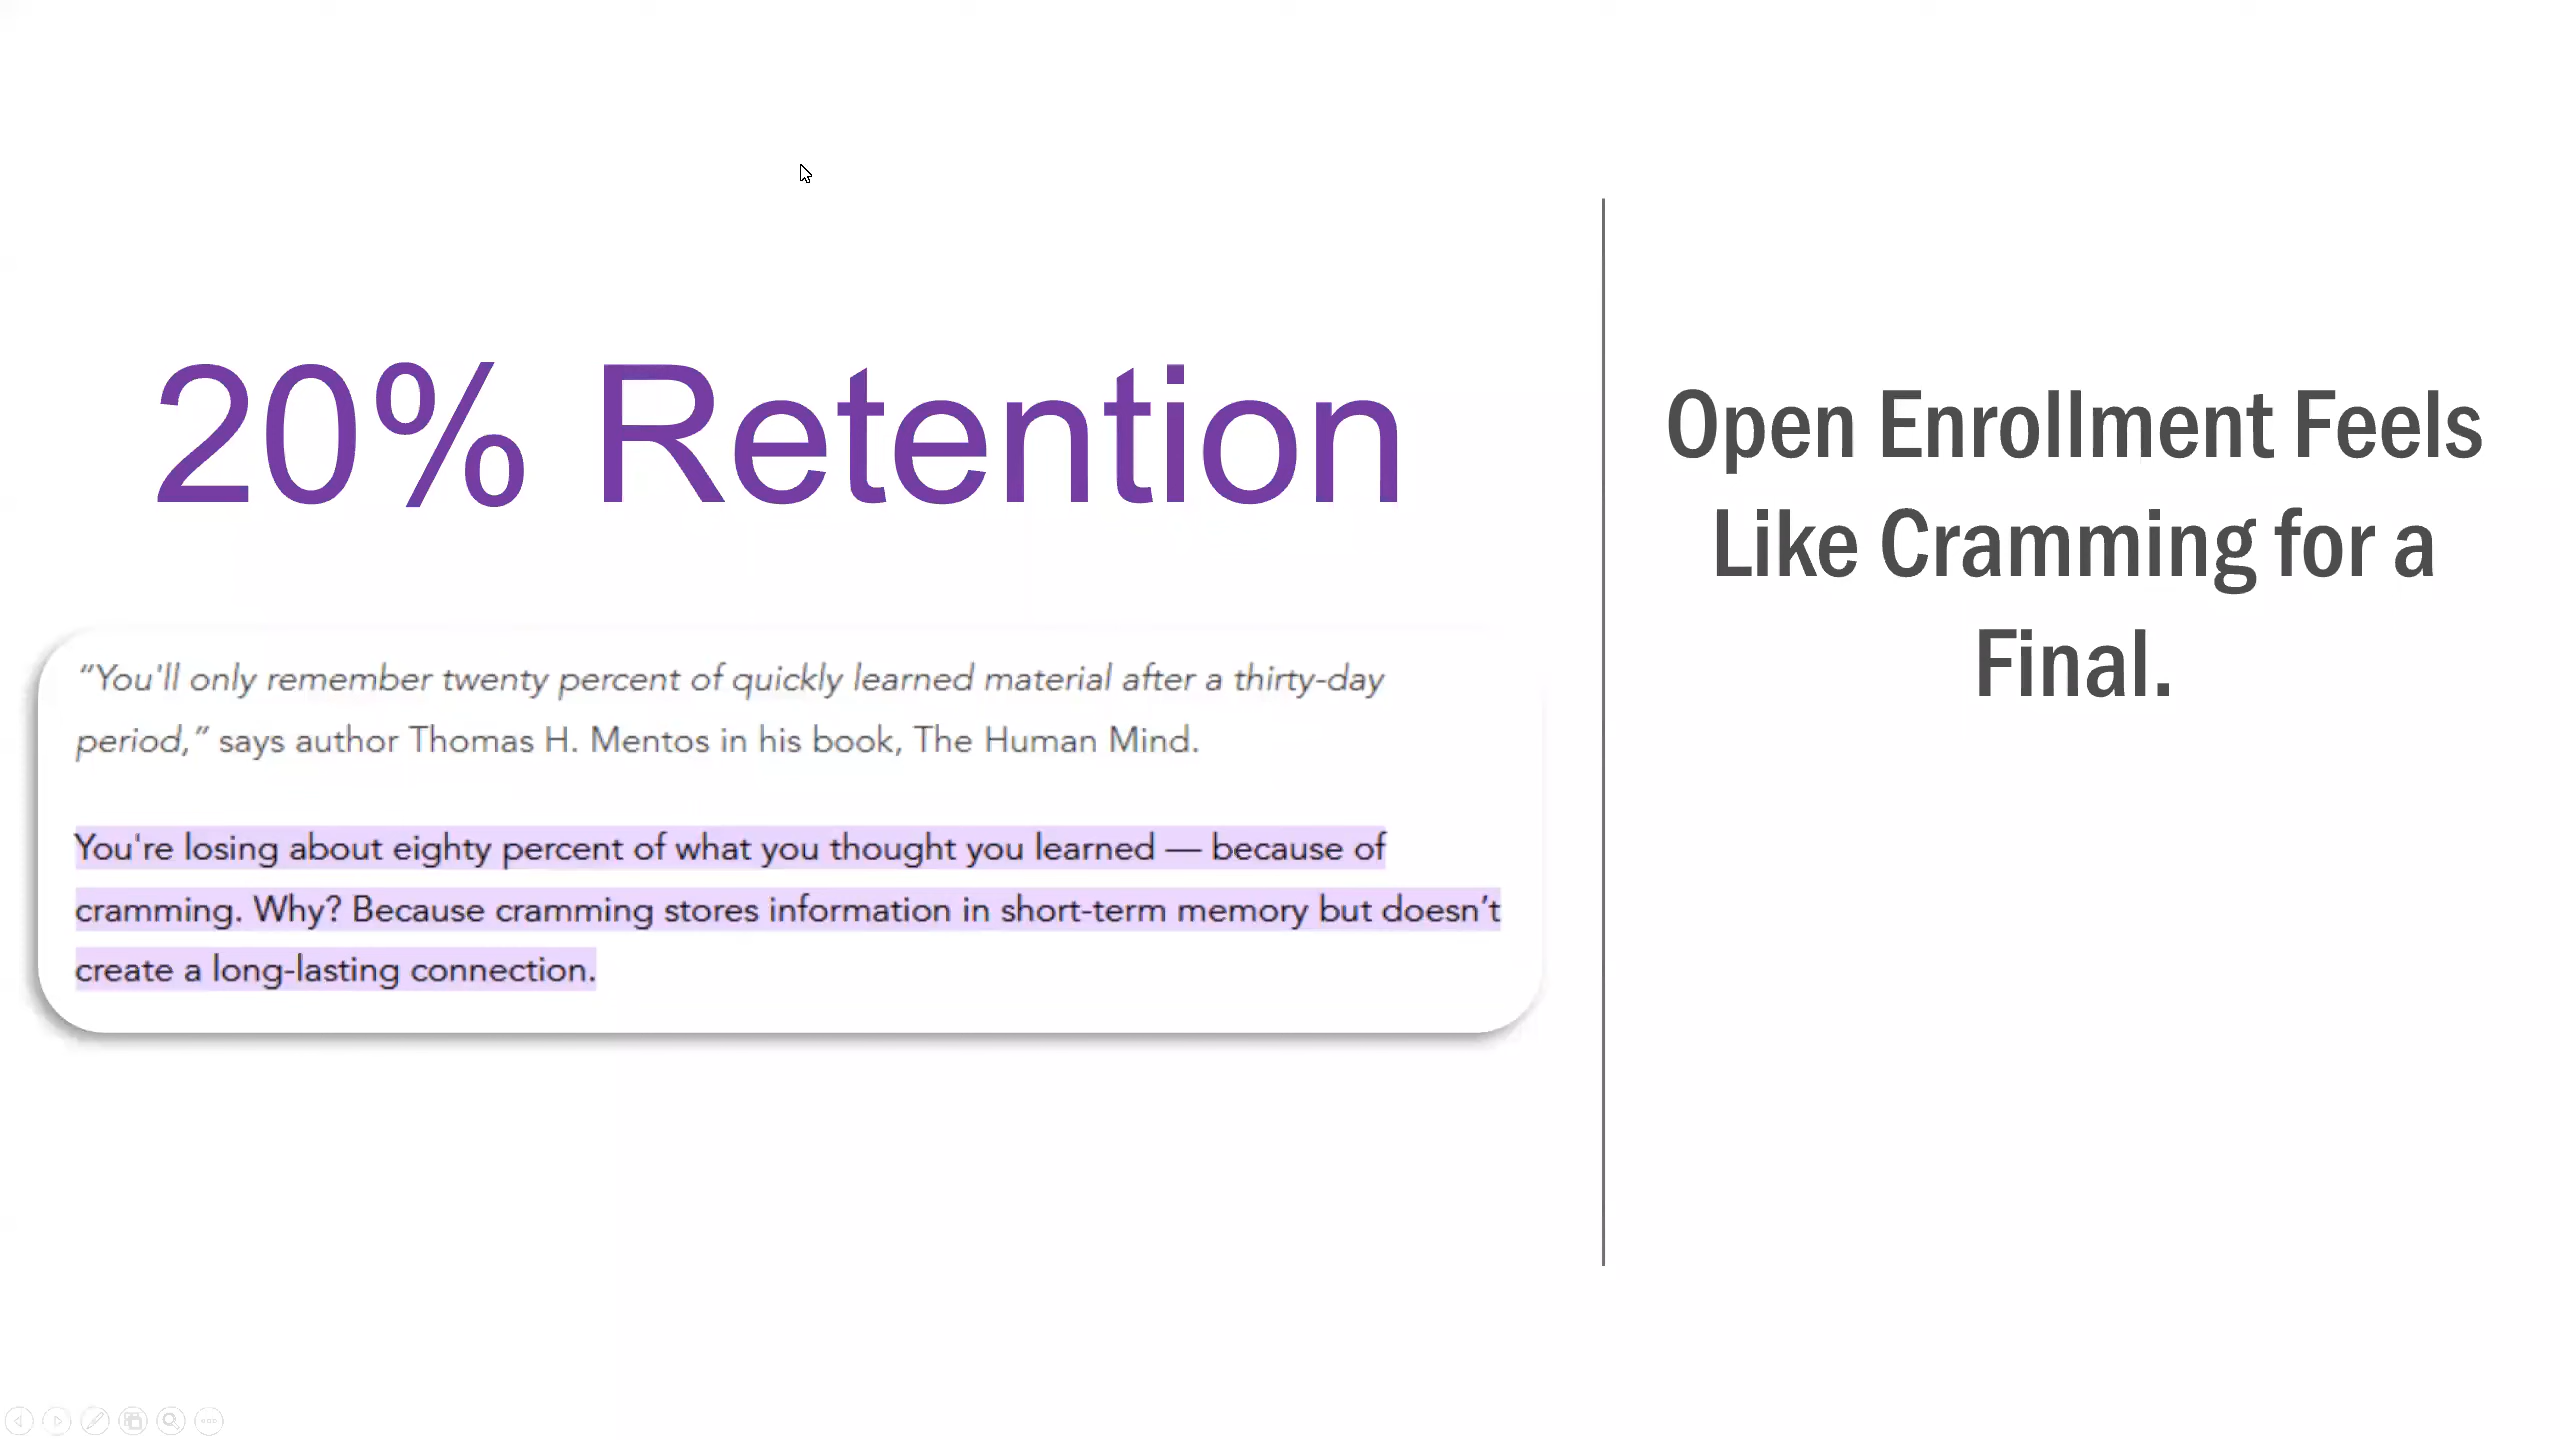 20% Retention
“You'll only remember twenty percent of quickly learned material after a thirty-day
period,” says author Thomas H. Mentos in his book, The Human Mind.
You're losing about eighty percent of what you thought you learned — because of
cramming. Why? Because cramming stores information in short-term memory but doesn’t
create a long-lasting connection.
Open Enrollment Feels
Like Cramming for a
Final.